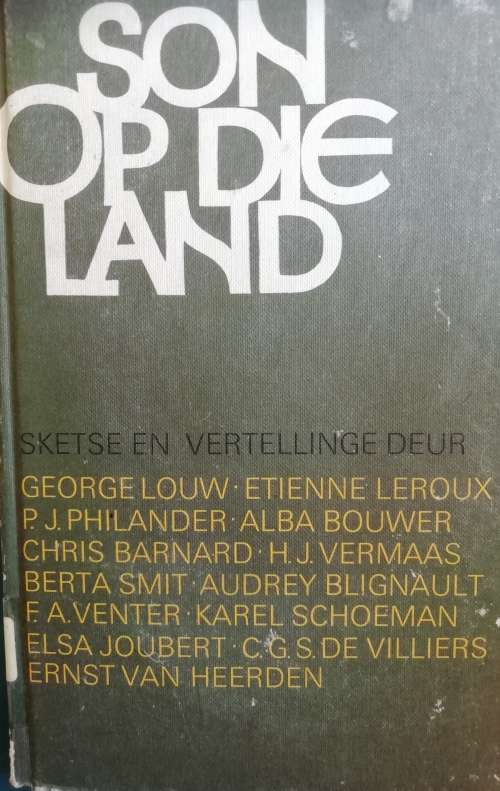 SON
OP DIE
LAND
SKETSE EN VERTELLINGE DEUR
GEORGE LOUW · ETIENNE LEROUX
P. J. PHILANDER · ALBA BOUWER
CHRIS BARNARD · H. J. VERMAAS
BERTA SMIT · AUDREY BLIGNAULT
F. A. VENTER · KAREL SCHOEMAN
ELSA JOUBERT · C. G. S. DE VILLIERS
ERNST VAN HEERDEN